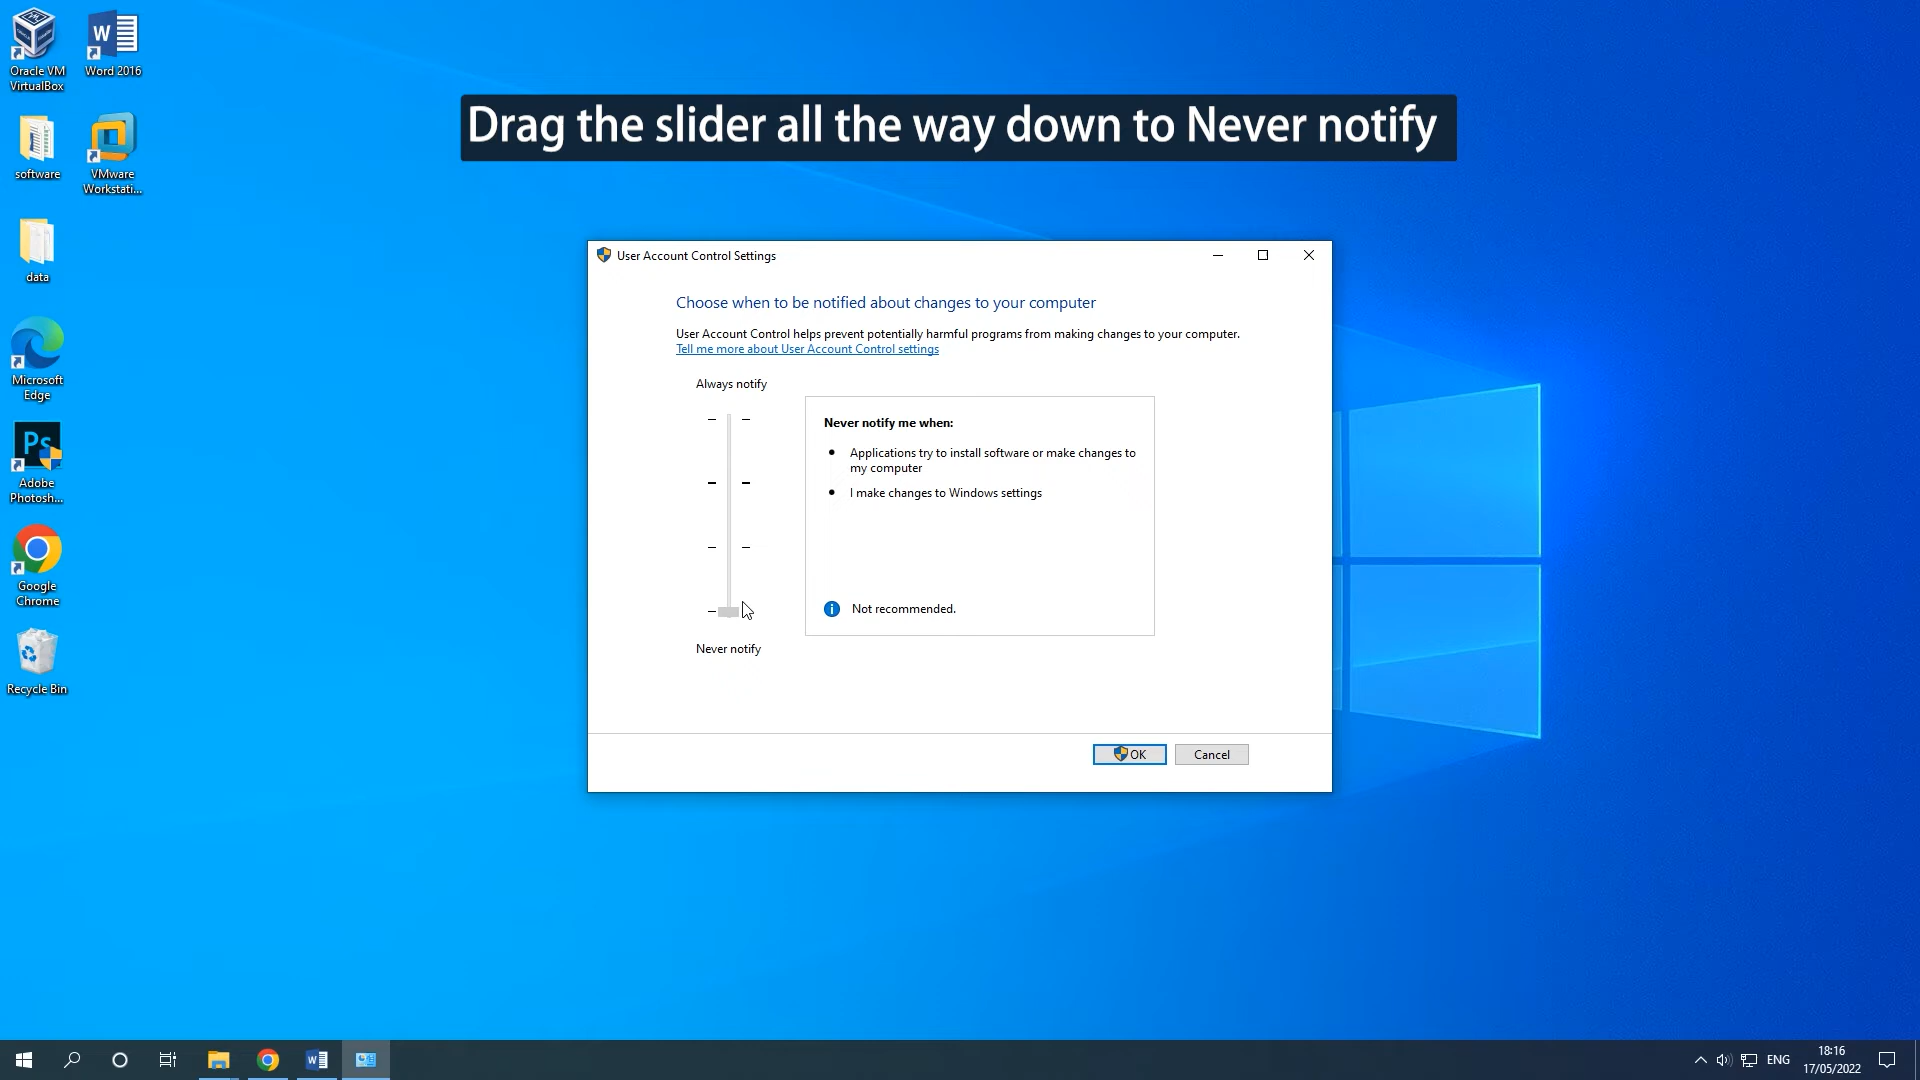 Oracle VM
VirtualBox
Word 2016
software
VMware
Workstati...
data
Microsoft
Edge
Ps
Adobe
Photosh...
Google
Chrome
Recycle Bin
Drag the slider all the way down to Never notify
User Account Control Settings
Choose when to be notified about changes to your computer
User Account Control helps prevent potentially harmful programs from making changes to your computer.
Tell me more about User Account Control settings
Always notify
Never notify me when:
Applications try to install software or make changes to
my computer
I make changes to Windows settings
Not recommended.
Never notify
OK
Cancel
ENG
18:16
17/05/2022